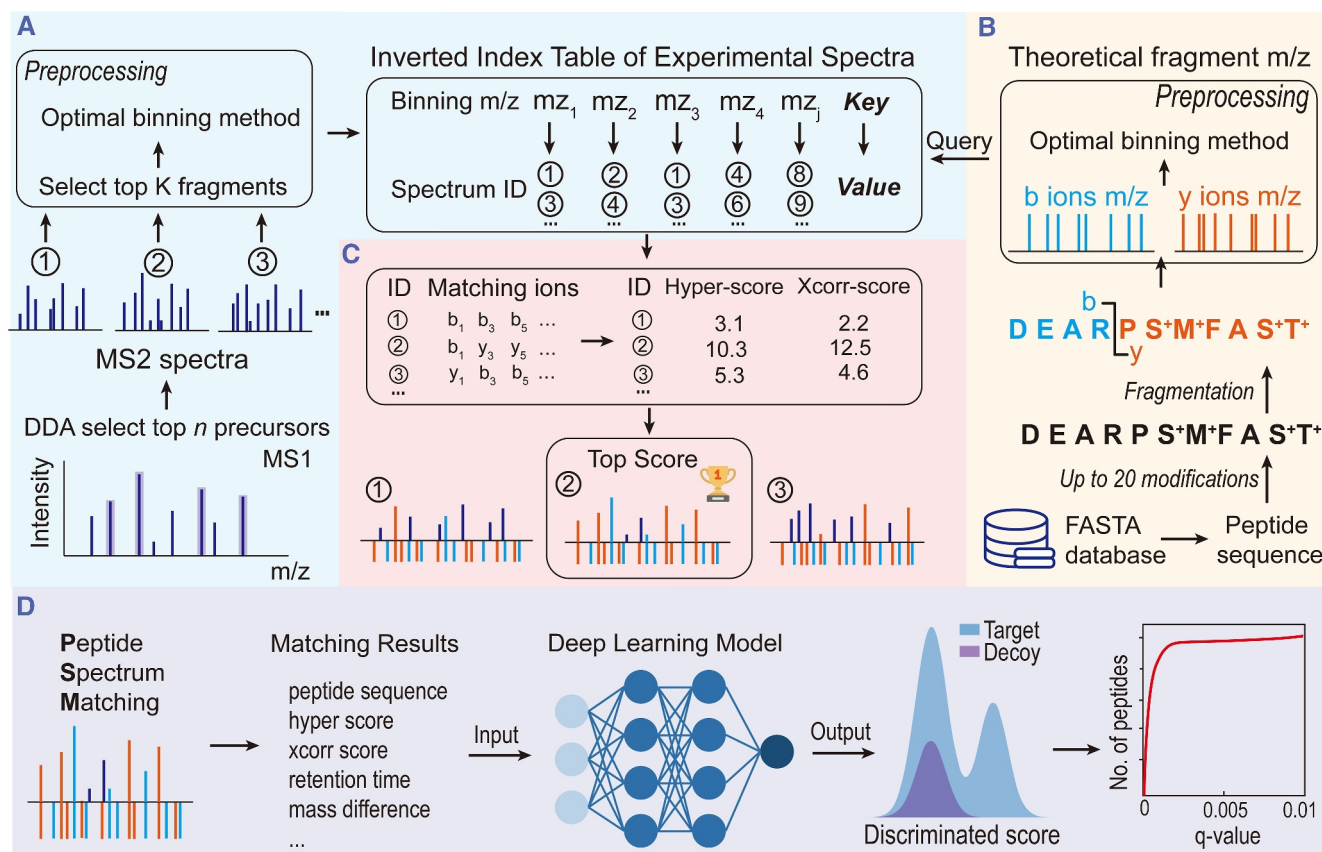 A
Preprocessing
Optimal binning method
Select top K fragments
① ② ③
...
MS2 spectra
DDA select top n precursors
MS1
Intensity
m/z
Inverted Index Table of Experimental Spectra
Binning m/z mz1 mz2 mz3 mz4 mzj Key
Spectrum ID ① ② ① ④ ⑧ Value
③ ④ ③ ⑥ ⑨
... ... ... ... ...
B
Theoretical fragment m/z
Preprocessing
Query
Optimal binning method
b ions m/z y ions m/z
b
D E A R P S+M+F A S+T+
y
Fragmentation
D E A R P S+M+F A S+T+
Up to 20 modifications
FASTA database
Peptide sequence
C
ID Matching ions ID Hyper-score Xcorr-score
① b1 b3 b5 ... ① 3.1 2.2
② b1 y3 y5 ... ② 10.3 12.5
③ y1 b3 b5 ... ③ 5.3 4.6
... ...
Top Score
1
① ② ③
D
Peptide
Spectrum
Matching
Matching Results
peptide sequence
hyper score
xcorr score
retention time
mass difference
...
Input
Deep Learning Model
Output
Target
Decoy
Discriminated score
No. of peptides
0 0.005 0.01
q-value